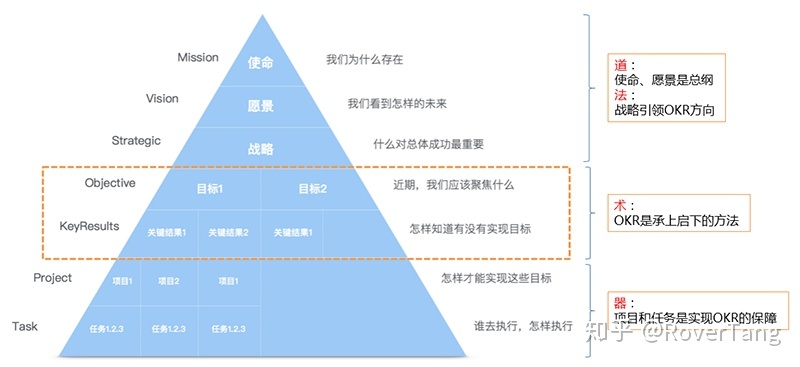 Mission
使命
我们为什么存在
Vision
愿景
我们看到怎样的未来
Strategic
战略
什么对总体成功最重要
道：
使命、愿景是总纲
法：
战略引领OKR方向
Objective
目标1
目标2
近期，我们应该聚焦什么
KeyResults
关键结果1
关键结果2
关键结果1
怎样知道有没有实现目标
术：
OKR是承上启下的方法
Project
项目1
项目2
项目1
怎样才能实现这些目标
Task
任务1.2.3
任务1.2.3
任务1.2.3
谁去执行，怎样执行
器：
项目和任务是实现OKR的保障
知乎 @RoverTang